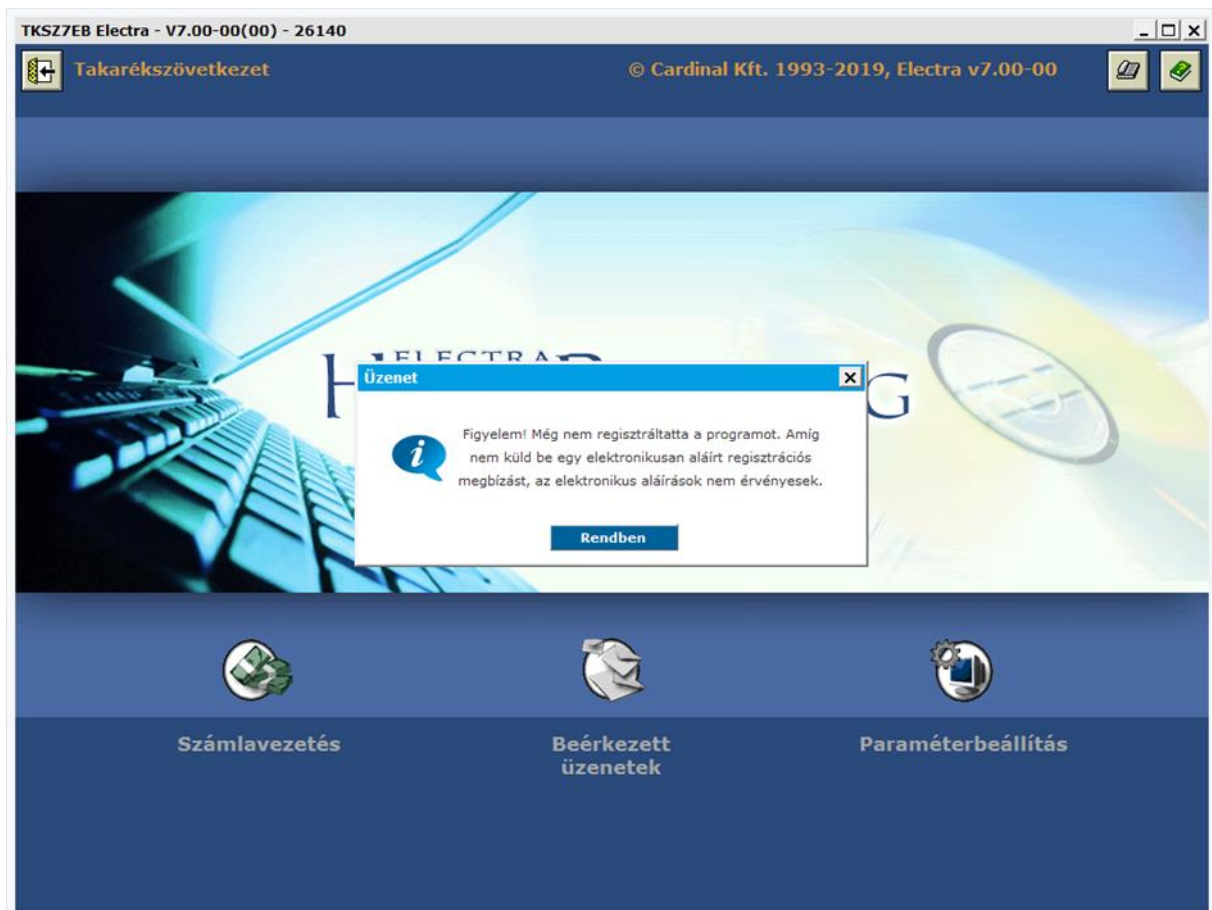 TKSZ7EB Electra - V7.00-00(00) - 26140
Takarékszövetkezet
© Cardinal Kft. 1993-2019, Electra v7.00-00
ELECTRA
H
G
Üzenet
Figyelem! Még nem regisztráltatta a programot. Amíg
nem küld be egy elektronikusan aláírt regisztrációs
megbízást, az elektronikus aláírások nem érvényesek.
Rendben
Számlavezetés
Beérkezett
üzenetek
Paraméterbeállítás